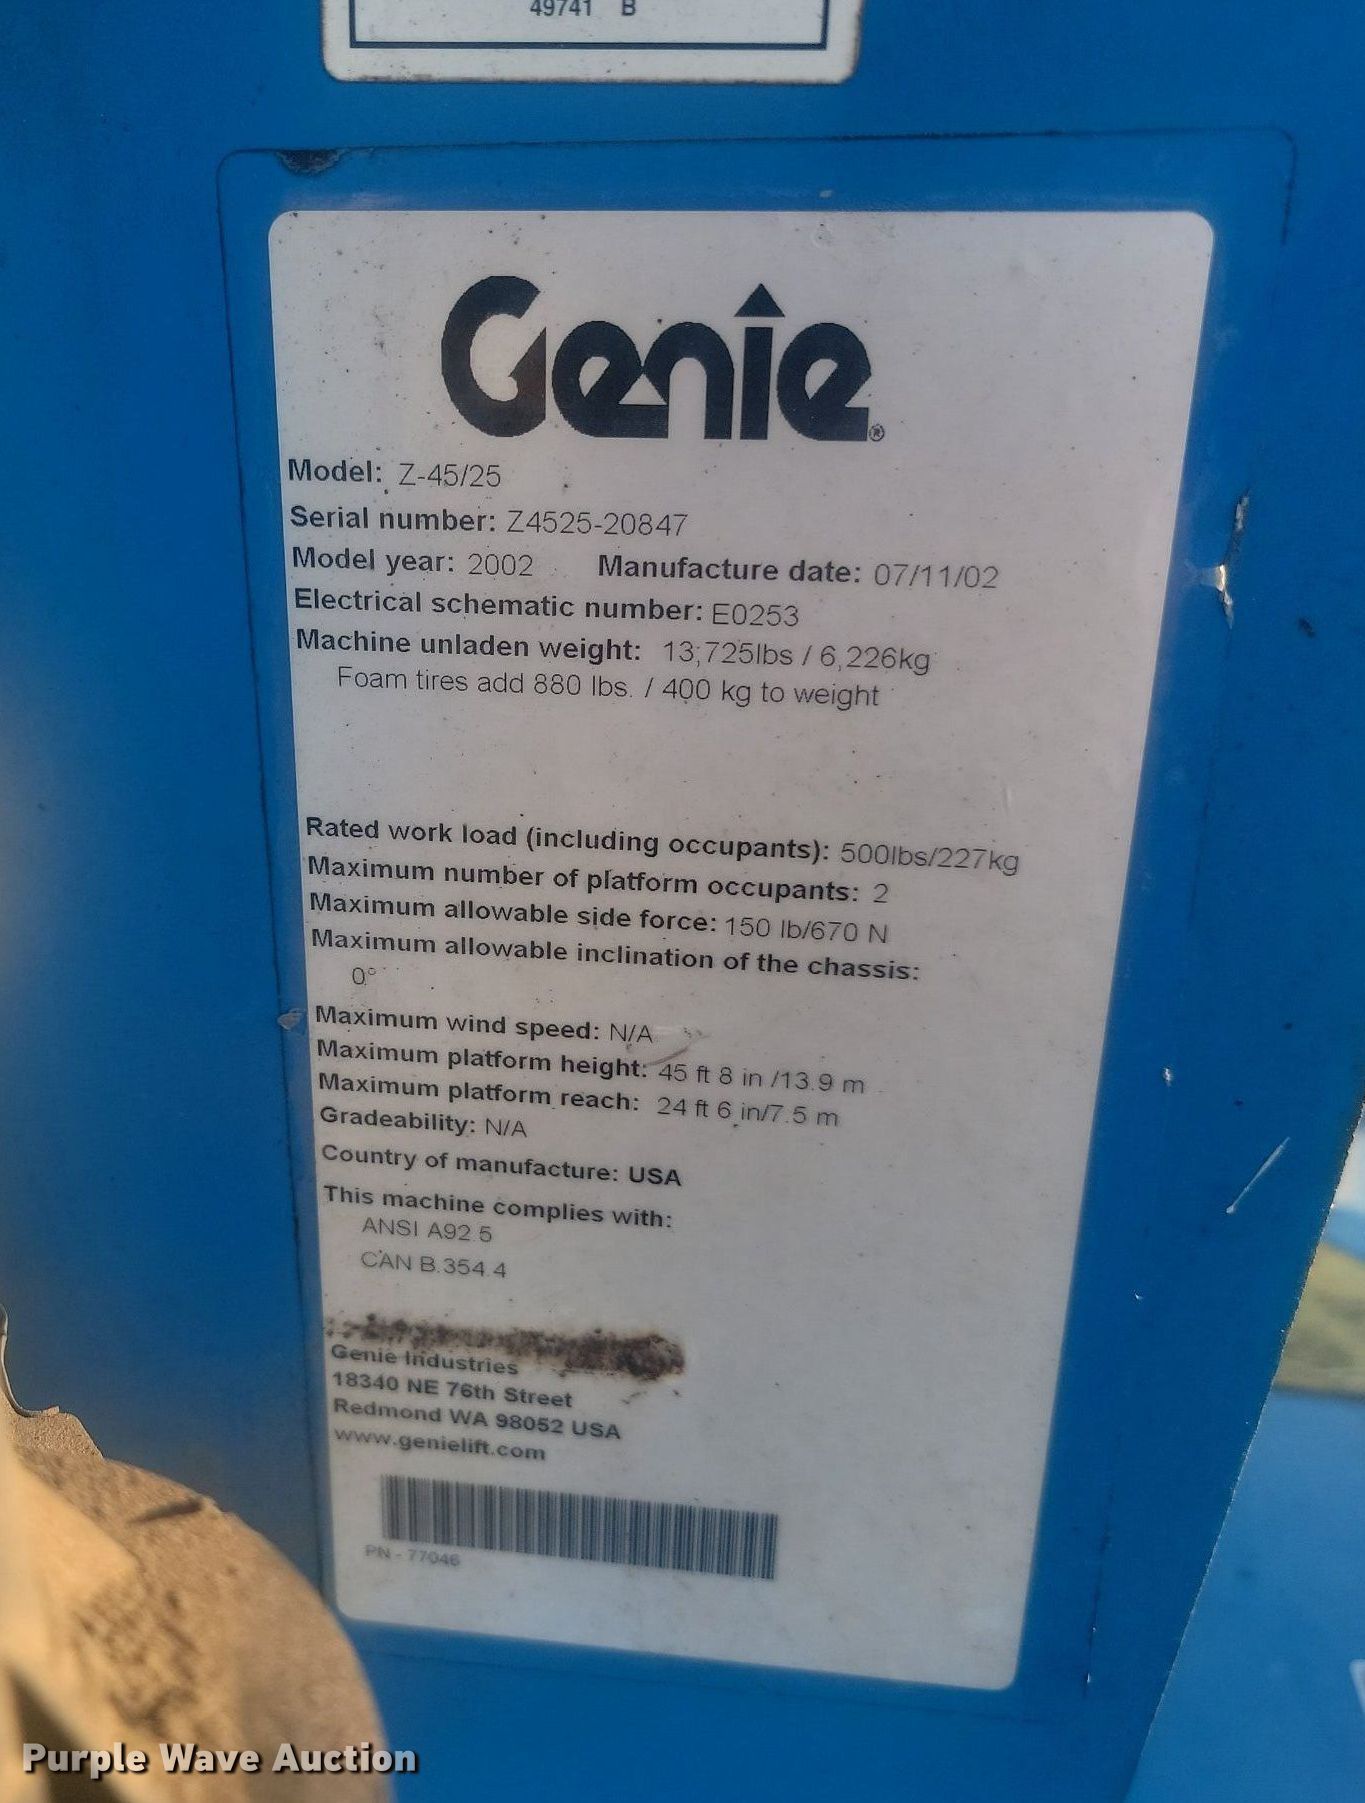 49741 B
Genie®
Model: Z-45/25
Serial number: Z4525-20847
Model year: 2002 Manufacture date: 07/11/02
Electrical schematic number: E0253
Machine unladen weight: 13,725lbs / 6,226kg
Foam tires add 880 lbs. / 400 kg to weight
Rated work load (including occupants): 500lbs/227kg
Maximum number of platform occupants: 2
Maximum allowable side force: 150 lb/670 N
Maximum allowable inclination of the chassis:
0°
Maximum wind speed: N/A
Maximum platform height: 45 ft 8 in /13.9 m
Maximum platform reach: 24 ft 6 in/7.5 m
Gradeability: N/A
Country of manufacture: USA
This machine complies with:
ANSI A92.5
CAN B.354.4
Genie Industries
18340 NE 76th Street
Redmond WA 98052 USA
www.genielift.com
PN - 77046
Purple Wave Auction